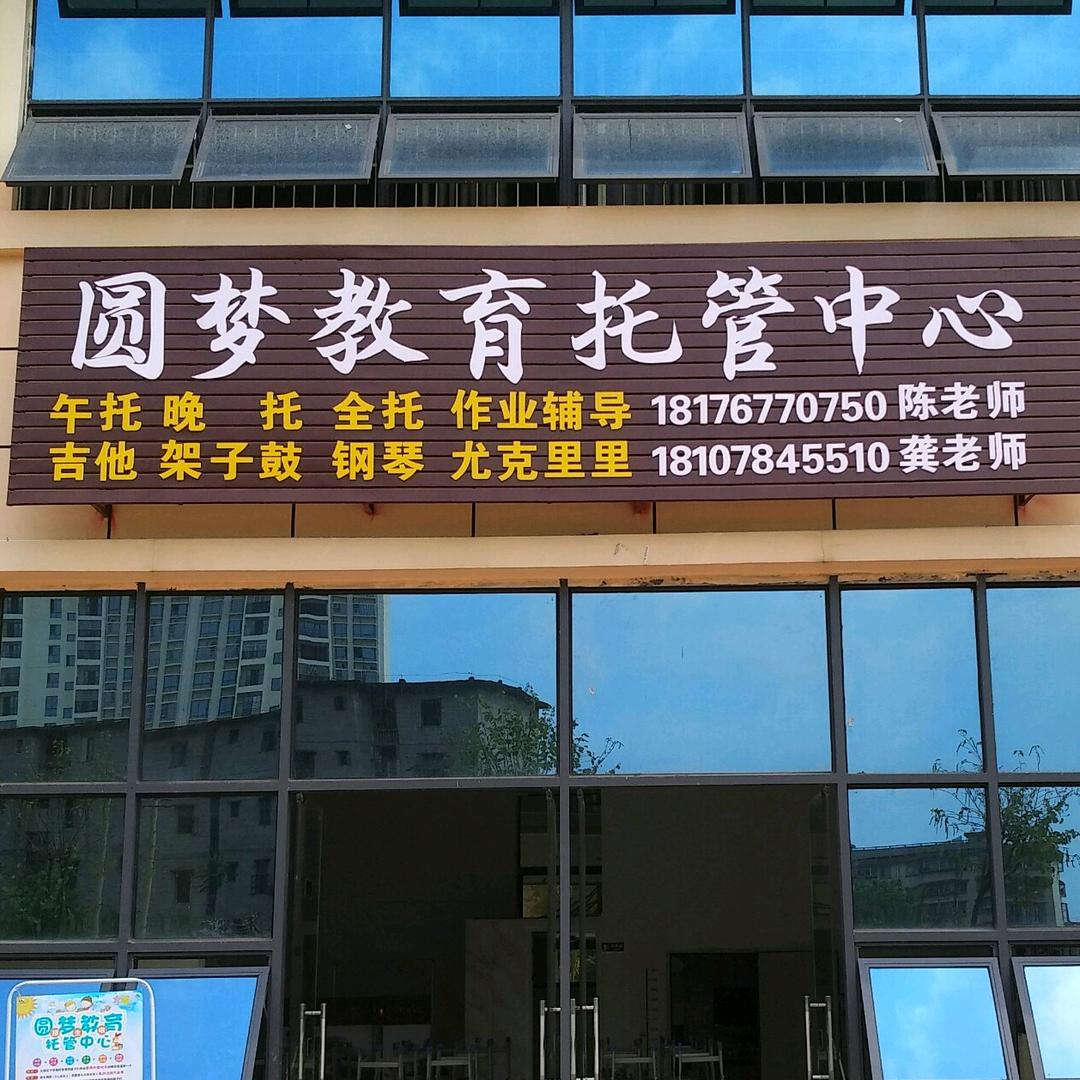 圆梦教育托管中心
午托 晚 托 全托 作业辅导 18176770750 陈老师
吉他 架子鼓 钢琴 尤克里里 18107845510 龚老师
圆梦教育
托管中心